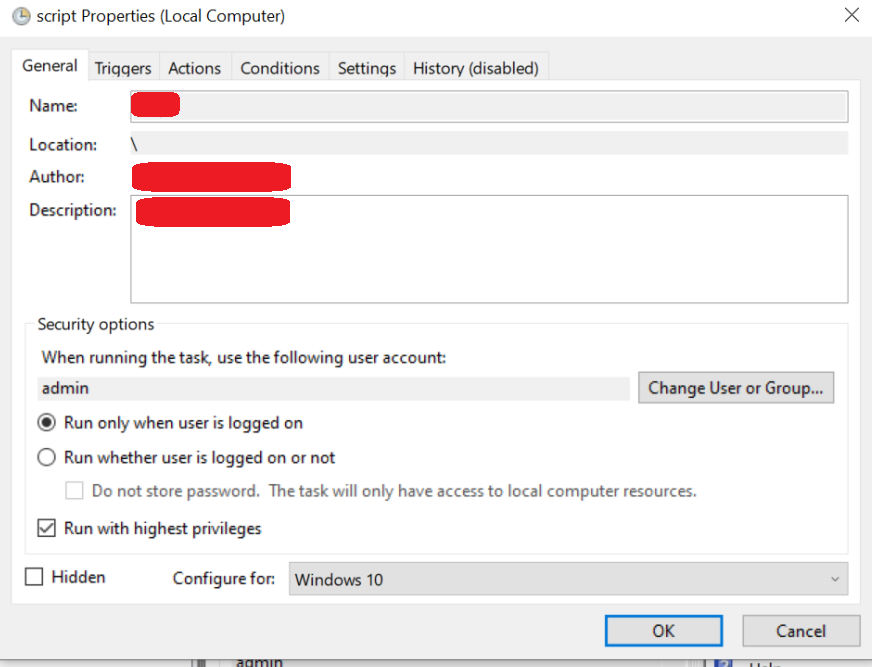 script Properties (Local Computer)
General Triggers Actions Conditions Settings History (disabled)
Name:
Location: \
Author:
Description:
Security options
When running the task, use the following user account:
admin Change User or Group...
Run only when user is logged on
Run whether user is logged on or not
Do not store password. The task will only have access to local computer resources.
Run with highest privileges
Hidden Configure for: Windows 10
OK Cancel
admin Help